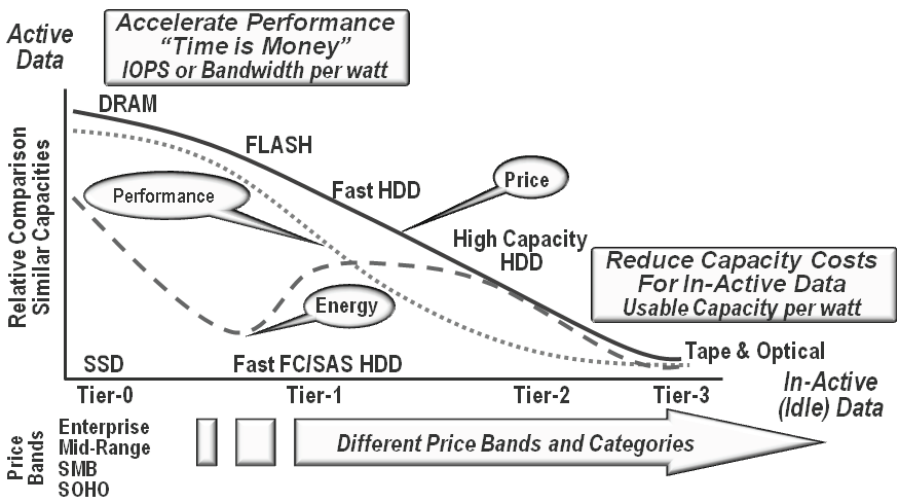 Active
Data
Accelerate Performance
“Time is Money”
IOPS or Bandwidth per watt
DRAM
FLASH
Performance
Fast HDD
Price
High Capacity
HDD
Energy
Relative Comparison
Similar Capacities
Reduce Capacity Costs
For In-Active Data
Usable Capacity per watt
SSD
Fast FC/SAS HDD
Tape & Optical
Tier-0
Tier-1
Tier-2
Tier-3
In-Active
(Idle) Data
Price
Bands
Enterprise
Mid-Range
SMB
SOHO
Different Price Bands and Categories